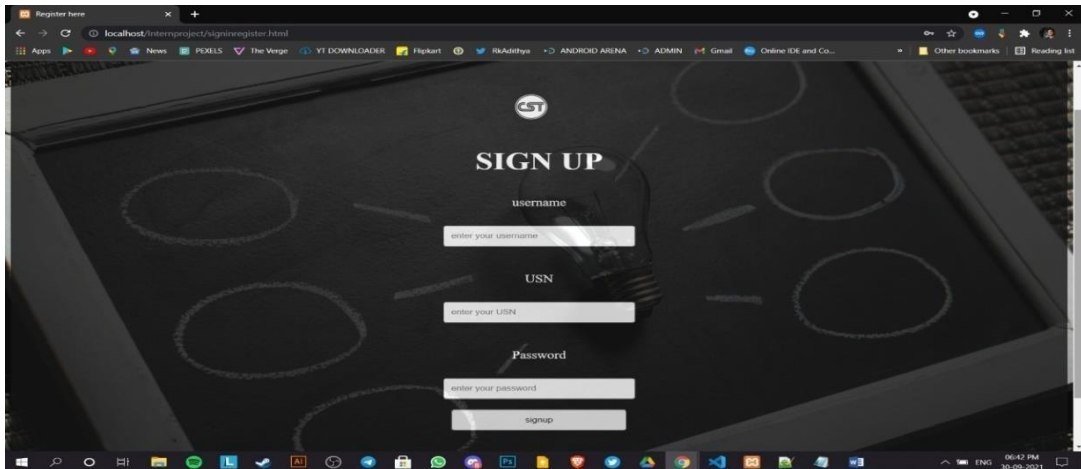 Register here
localhost/internproject/signinregister.html
Apps News PEXELS The Verge YT DOWNLOADER Flipkart RkAdithya ANDROID ARENA ADMIN Gmail Online IDE and Co... » Other bookmarks Reading list
CST
SIGN UP
username
enter your username
USN
enter your USN
Password
enter your password
signup
L Ai Ps
ENG 06:42 PM
30-09-2021